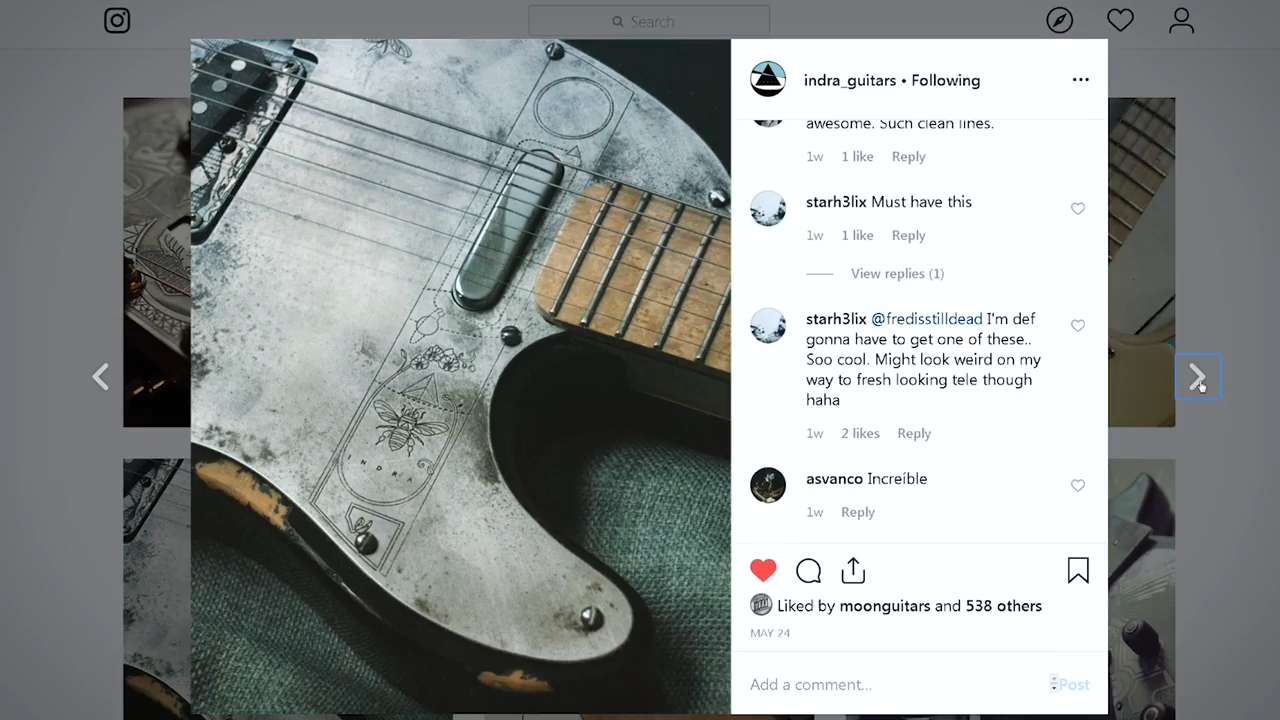 Search
indra_guitars • Following
awesome. Such clean lines.
1w 1 like Reply
starh3lix Must have this
1w 1 like Reply
View replies (1)
starh3lix @fredisstilldead I'm def
gonna have to get one of these..
Soo cool. Might look weird on my
way to fresh looking tele though
haha
1w 2 likes Reply
asvanco Increíble
1w Reply
Liked by moonguitars and 538 others
MAY 24
Add a comment...
Post
INDRA